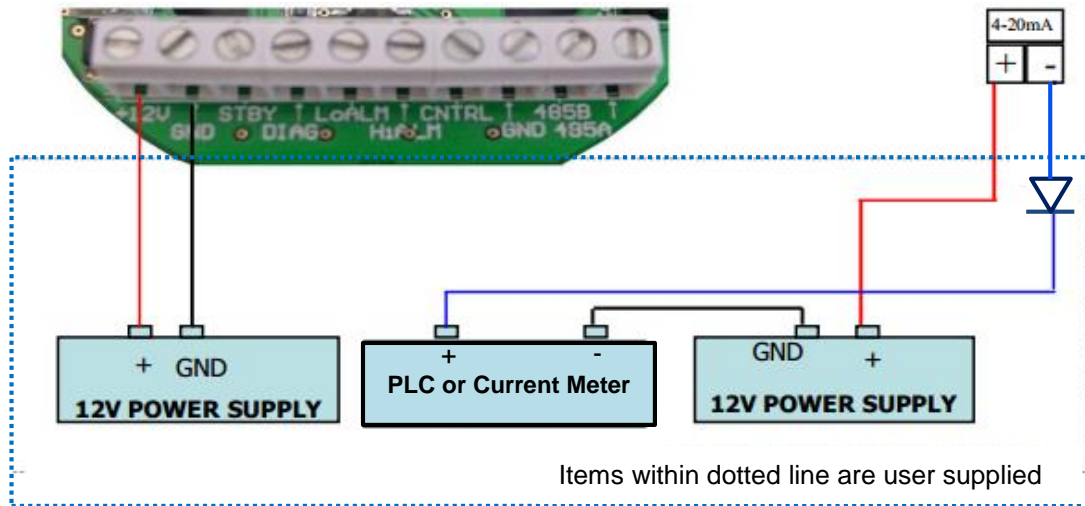 4-20mA
+ -
+12V STBY LoALM CNTRL 485B
GND DIAG HiALM GND 485A
+ GND
12V POWER SUPPLY
+ -
PLC or Current Meter
GND +
12V POWER SUPPLY
Items within dotted line are user supplied